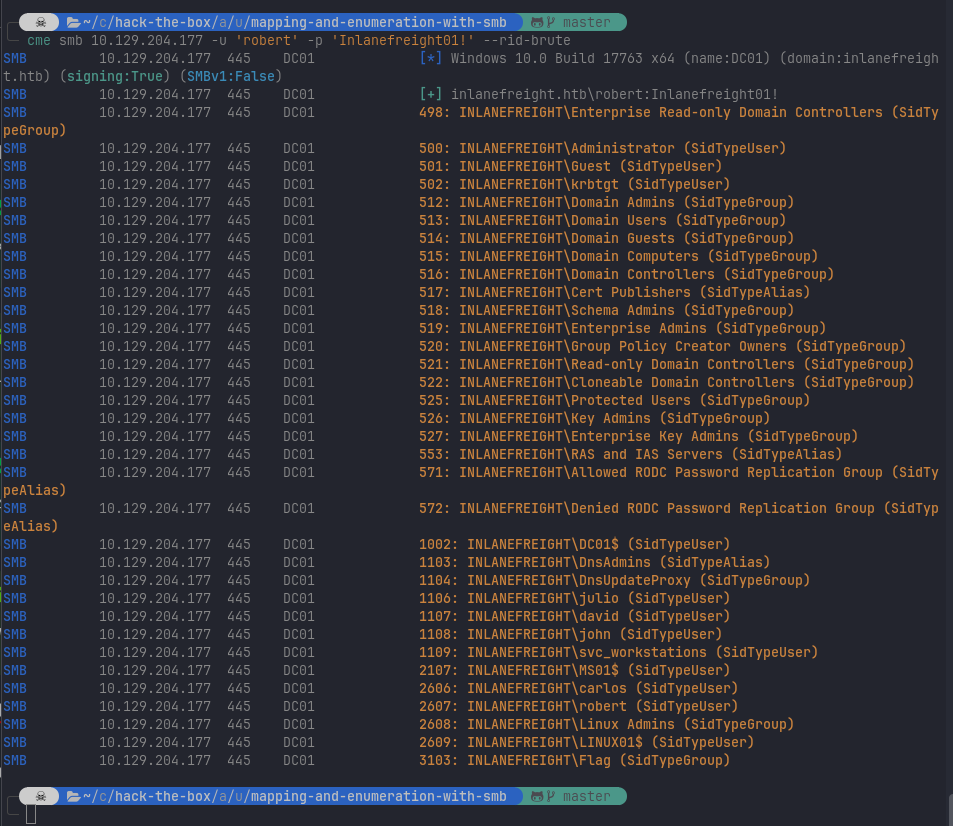 ~/c/hack-the-box/a/u/mapping-and-enumeration-with-smb master
cme smb 10.129.204.177 -u 'robert' -p 'Inlanefreight01!' --rid-brute
SMB 10.129.204.177 445 DC01 [*] Windows 10.0 Build 17763 x64 (name:DC01) (domain:inlanefreigh
t.htb) (signing:True) (SMBv1:False)
SMB 10.129.204.177 445 DC01 [+] inlanefreight.htb\robert:Inlanefreight01!
SMB 10.129.204.177 445 DC01 498: INLANEFREIGHT\Enterprise Read-only Domain Controllers (SidTy
peGroup)
SMB 10.129.204.177 445 DC01 500: INLANEFREIGHT\Administrator (SidTypeUser)
SMB 10.129.204.177 445 DC01 501: INLANEFREIGHT\Guest (SidTypeUser)
SMB 10.129.204.177 445 DC01 502: INLANEFREIGHT\krbtgt (SidTypeUser)
SMB 10.129.204.177 445 DC01 512: INLANEFREIGHT\Domain Admins (SidTypeGroup)
SMB 10.129.204.177 445 DC01 513: INLANEFREIGHT\Domain Users (SidTypeGroup)
SMB 10.129.204.177 445 DC01 514: INLANEFREIGHT\Domain Guests (SidTypeGroup)
SMB 10.129.204.177 445 DC01 515: INLANEFREIGHT\Domain Computers (SidTypeGroup)
SMB 10.129.204.177 445 DC01 516: INLANEFREIGHT\Domain Controllers (SidTypeGroup)
SMB 10.129.204.177 445 DC01 517: INLANEFREIGHT\Cert Publishers (SidTypeAlias)
SMB 10.129.204.177 445 DC01 518: INLANEFREIGHT\Schema Admins (SidTypeGroup)
SMB 10.129.204.177 445 DC01 519: INLANEFREIGHT\Enterprise Admins (SidTypeGroup)
SMB 10.129.204.177 445 DC01 520: INLANEFREIGHT\Group Policy Creator Owners (SidTypeGroup)
SMB 10.129.204.177 445 DC01 521: INLANEFREIGHT\Read-only Domain Controllers (SidTypeGroup)
SMB 10.129.204.177 445 DC01 522: INLANEFREIGHT\Cloneable Domain Controllers (SidTypeGroup)
SMB 10.129.204.177 445 DC01 525: INLANEFREIGHT\Protected Users (SidTypeGroup)
SMB 10.129.204.177 445 DC01 526: INLANEFREIGHT\Key Admins (SidTypeGroup)
SMB 10.129.204.177 445 DC01 527: INLANEFREIGHT\Enterprise Key Admins (SidTypeGroup)
SMB 10.129.204.177 445 DC01 553: INLANEFREIGHT\RAS and IAS Servers (SidTypeAlias)
SMB 10.129.204.177 445 DC01 571: INLANEFREIGHT\Allowed RODC Password Replication Group (SidTy
peAlias)
SMB 10.129.204.177 445 DC01 572: INLANEFREIGHT\Denied RODC Password Replication Group (SidTyp
eAlias)
SMB 10.129.204.177 445 DC01 1002: INLANEFREIGHT\DC01$ (SidTypeUser)
SMB 10.129.204.177 445 DC01 1103: INLANEFREIGHT\DnsAdmins (SidTypeAlias)
SMB 10.129.204.177 445 DC01 1104: INLANEFREIGHT\DnsUpdateProxy (SidTypeGroup)
SMB 10.129.204.177 445 DC01 1106: INLANEFREIGHT\julio (SidTypeUser)
SMB 10.129.204.177 445 DC01 1107: INLANEFREIGHT\david (SidTypeUser)
SMB 10.129.204.177 445 DC01 1108: INLANEFREIGHT\john (SidTypeUser)
SMB 10.129.204.177 445 DC01 1109: INLANEFREIGHT\svc_workstations (SidTypeUser)
SMB 10.129.204.177 445 DC01 2107: INLANEFREIGHT\MS01$ (SidTypeUser)
SMB 10.129.204.177 445 DC01 2606: INLANEFREIGHT\carlos (SidTypeUser)
SMB 10.129.204.177 445 DC01 2607: INLANEFREIGHT\robert (SidTypeUser)
SMB 10.129.204.177 445 DC01 2608: INLANEFREIGHT\Linux Admins (SidTypeGroup)
SMB 10.129.204.177 445 DC01 2609: INLANEFREIGHT\LINUX01$ (SidTypeUser)
SMB 10.129.204.177 445 DC01 3103: INLANEFREIGHT\Flag (SidTypeGroup)
~/c/hack-the-box/a/u/mapping-and-enumeration-with-smb master